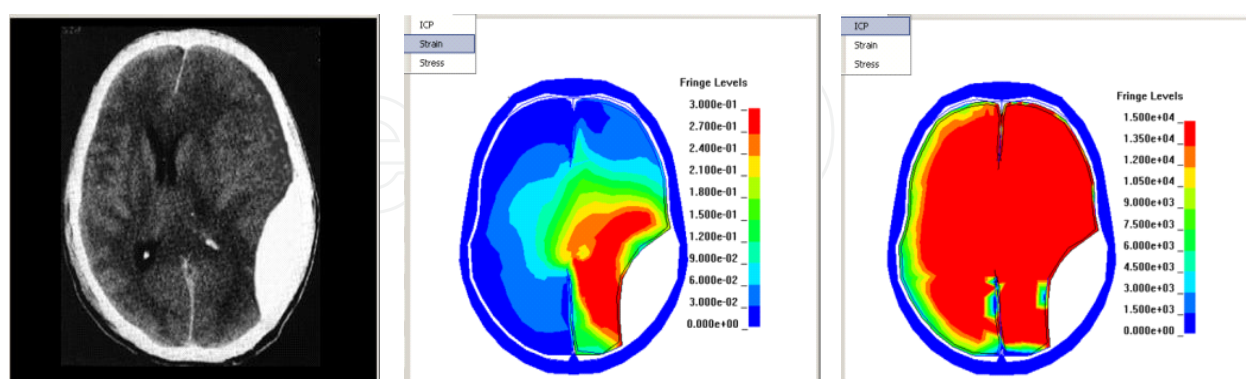 ICP
Strain
Stress
Fringe Levels
3.000e-01
2.700e-01
2.400e-01
2.100e-01
1.800e-01
1.500e-01
1.200e-01
9.000e-02
6.000e-02
3.000e-02
0.000e+00
ICP
Strain
Stress
Fringe Levels
1.500e+04
1.350e+04
1.200e+04
1.050e+04
9.000e+03
7.500e+03
6.000e+03
4.500e+03
3.000e+03
1.500e+03
0.000e+00